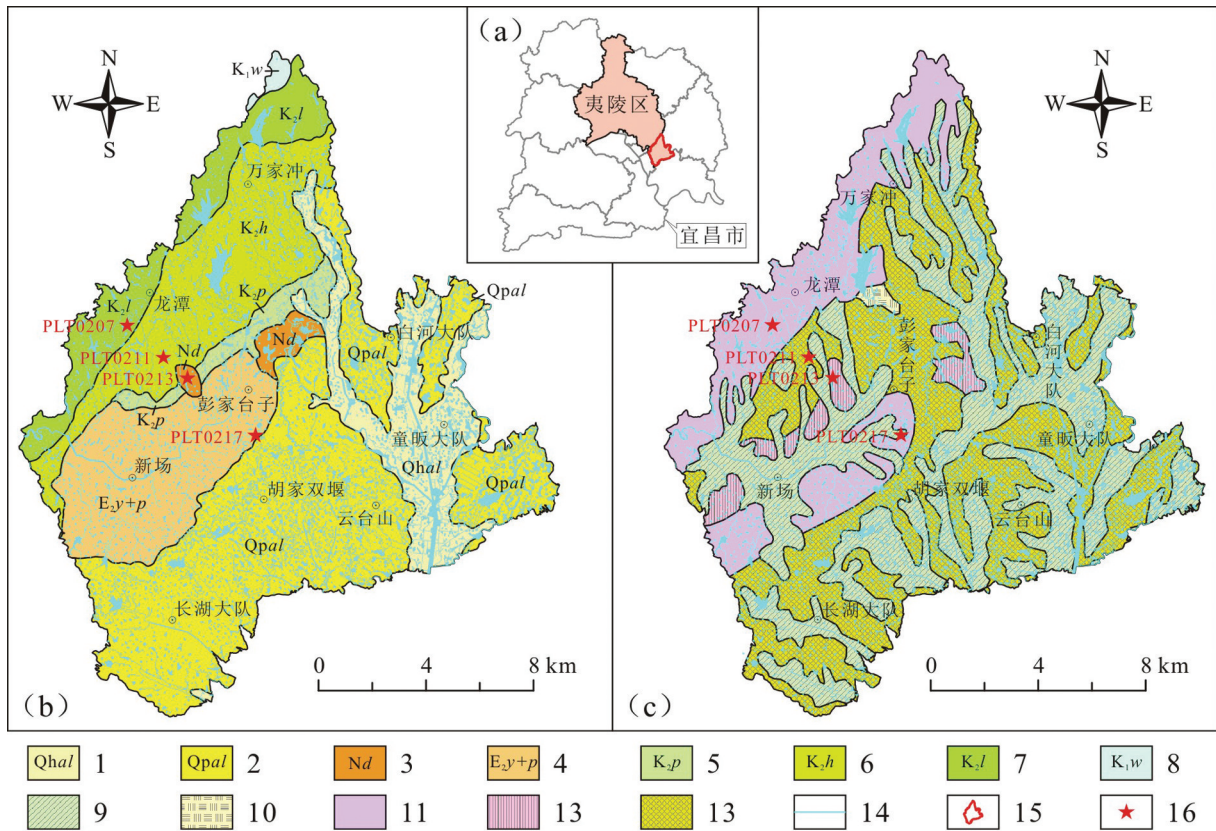 (a)
夷陵区
宜昌市
N
W
E
S
K₁w
K₂l
万家冲
K₂h
K₂p
K₂l
龙潭
PLT0207
Nd
Qpal
白河大队
Qpal
PLT0211
Nd
PLT0213
彭家台子
K₂p
PLT0217
童畈大队
新场
Qhal
胡家双堰
Qpal
E₂y+p
云台山
Qpal
长湖大队
0 4 8 km
(b)
N
W
E
S
万家冲
龙潭
PLT0207
彭家台子
白河大队
PLT0211
PLT0213
PLT0217
童畈大队
新场
胡家双堰
云台山
长湖大队
0 4 8 km
(c)
Qhal 1 Qpal 2 Nd 3 E₂y+p 4 K₂p 5 K₂h 6 K₂l 7 K₁w 8
9 10 11 13 13 14 15 16